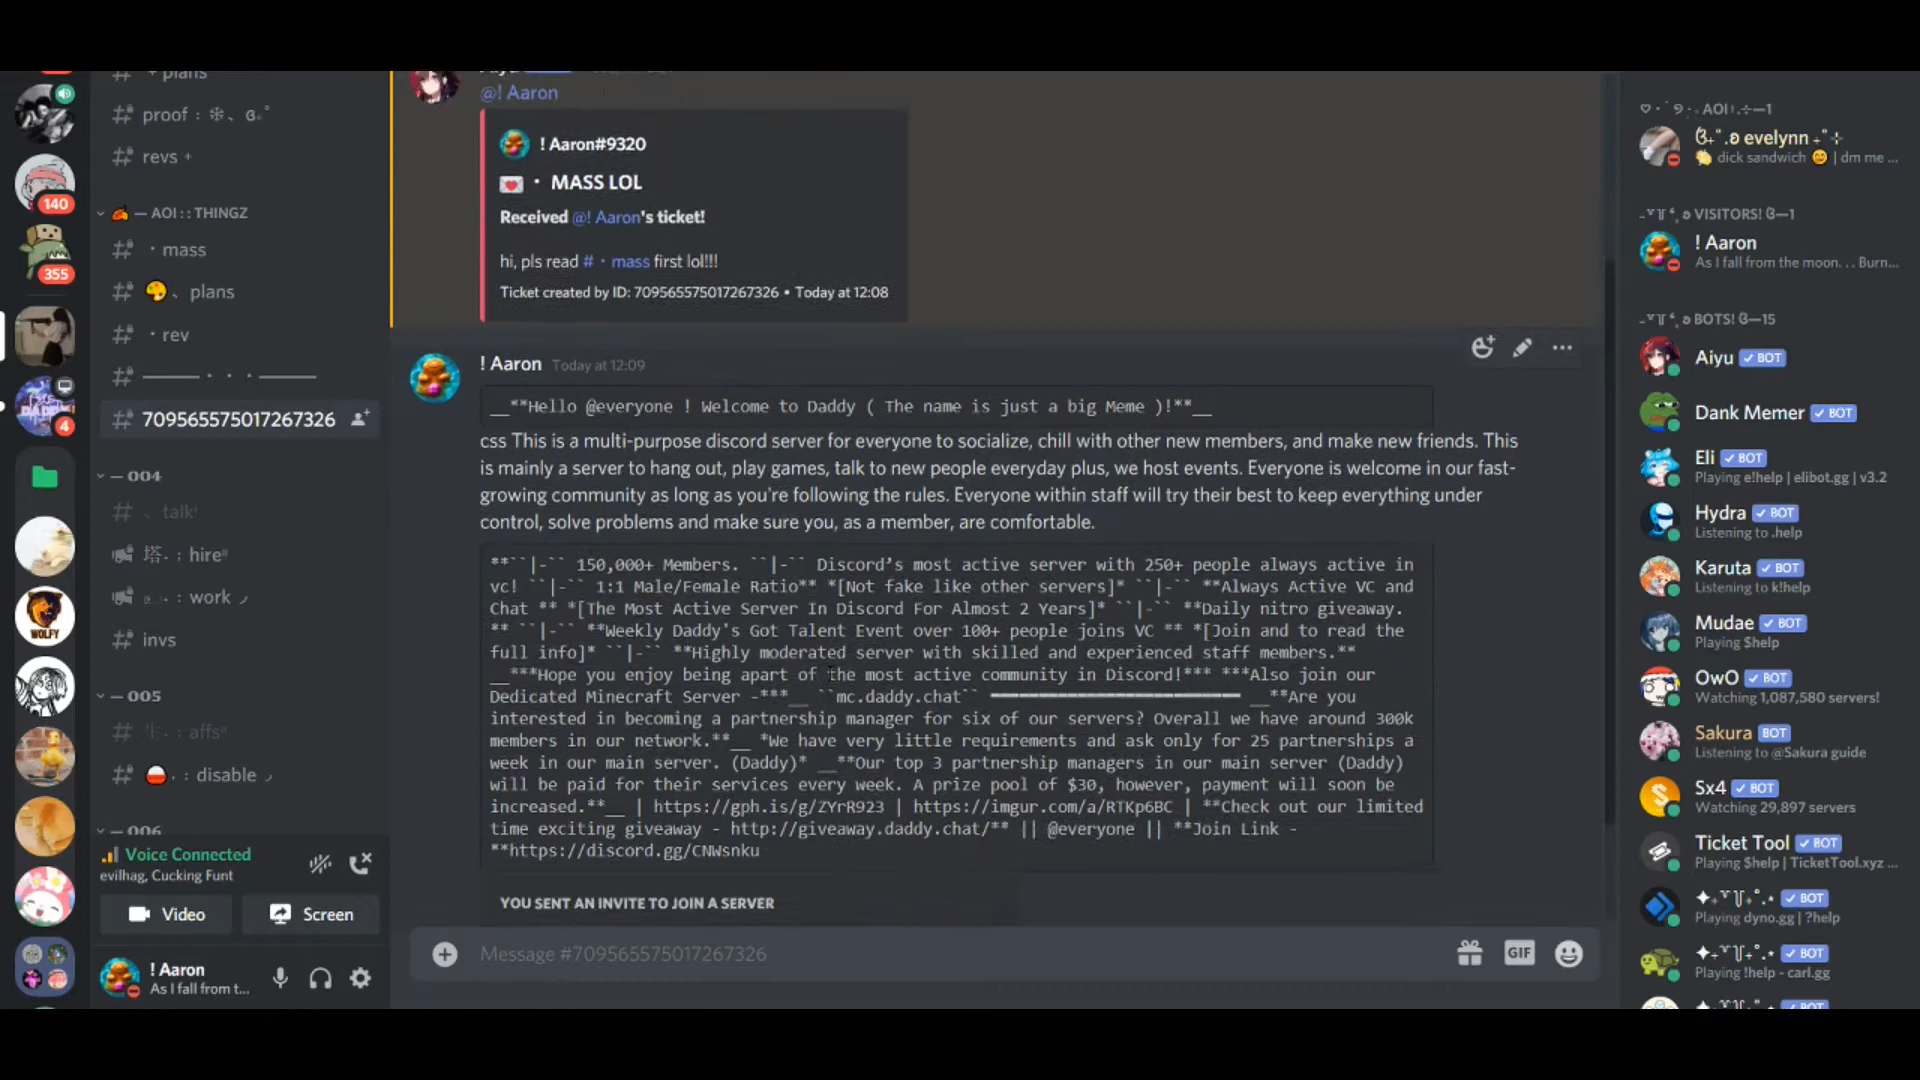 + plans
proof : ❄、 ɞ˳˚
revs +
— AOI :: THINGZ
・mass
🎨、plans
・rev
——— ・ ・ ・ ———
709565575017267326
— 004
、talk!
塔. : hire"
: work ر
invs
— 005
: affs"
. : disable ر
— 006
140
355
4
WOLFY
Voice Connected
evilhag, Cucking Funt
Video
Screen
! Aaron
As I fall from t...
@! Aaron
! Aaron#9320
💌 ・ MASS LOL
Received @! Aaron's ticket!
hi, pls read #・mass first lol!!!
Ticket created by ID: 709565575017267326 • Today at 12:08
! Aaron Today at 12:09
__**Hello @everyone ! Welcome to Daddy ( The name is just a big Meme )!**__
css This is a multi-purpose discord server for everyone to socialize, chill with other new members, and make new friends. This
is mainly a server to hang out, play games, talk to new people everyday plus, we host events. Everyone is welcome in our fast-
growing community as long as you're following the rules. Everyone within staff will try their best to keep everything under
control, solve problems and make sure you, as a member, are comfortable.
**``|-`` 150,000+ Members. ``|-`` Discord’s most active server with 250+ people always active in
vc! ``|-`` 1:1 Male/Female Ratio** *[Not fake like other servers]* ``|-`` **Always Active VC and
Chat ** *[The Most Active Server In Discord For Almost 2 Years]* ``|-`` **Daily nitro giveaway.
** ``|-`` **Weekly Daddy's Got Talent Event over 100+ people joins VC ** *[Join and to read the
full info]* ``|-`` **Highly moderated server with skilled and experienced staff members.**
__***Hope you enjoy being apart of the most active community in Discord!*** ***Also join our
Dedicated Minecraft Server -***__ ``mc.daddy.chat`` ━━━━━━━━━━━━━━━━━━━━━━━━━━ __**Are you
interested in becoming a partnership manager for six of our servers? Overall we have around 300k
members in our network.**__ *We have very little requirements and ask only for 25 partnerships a
week in our main server. (Daddy)* __**Our top 3 partnership managers in our main server (Daddy)
will be paid for their services every week. A prize pool of $30, however, payment will soon be
increased.**__ | https://gph.is/g/ZYrR923 | https://imgur.com/a/RTKp6BC | **Check out our limited
time exciting giveaway - http://giveaway.daddy.chat/** || @everyone || **Join Link -
**https://discord.gg/CNWsnku
YOU SENT AN INVITE TO JOIN A SERVER
Message #709565575017267326
GIF
AOI —1
evelynn
dick sandwich 😊 | dm me ...
VISITORS! —1
! Aaron
As I fall from the moon. . . Burn...
BOTS! —15
Aiyu ✓ BOT
Dank Memer ✓ BOT
Eli ✓ BOT
Playing e!help | elibot.gg | v3.2
Hydra ✓ BOT
Listening to .help
Karuta ✓ BOT
Listening to k!help
Mudae ✓ BOT
Playing $help
OwO ✓ BOT
Watching 1,087,580 servers!
Sakura BOT
Listening to @Sakura guide
Sx4 ✓ BOT
Watching 29,897 servers
Ticket Tool ✓ BOT
Playing $help | TicketTool.xyz ...
✓ BOT
Playing dyno.gg | ?help
✓ BOT
Playing !help - carl.gg